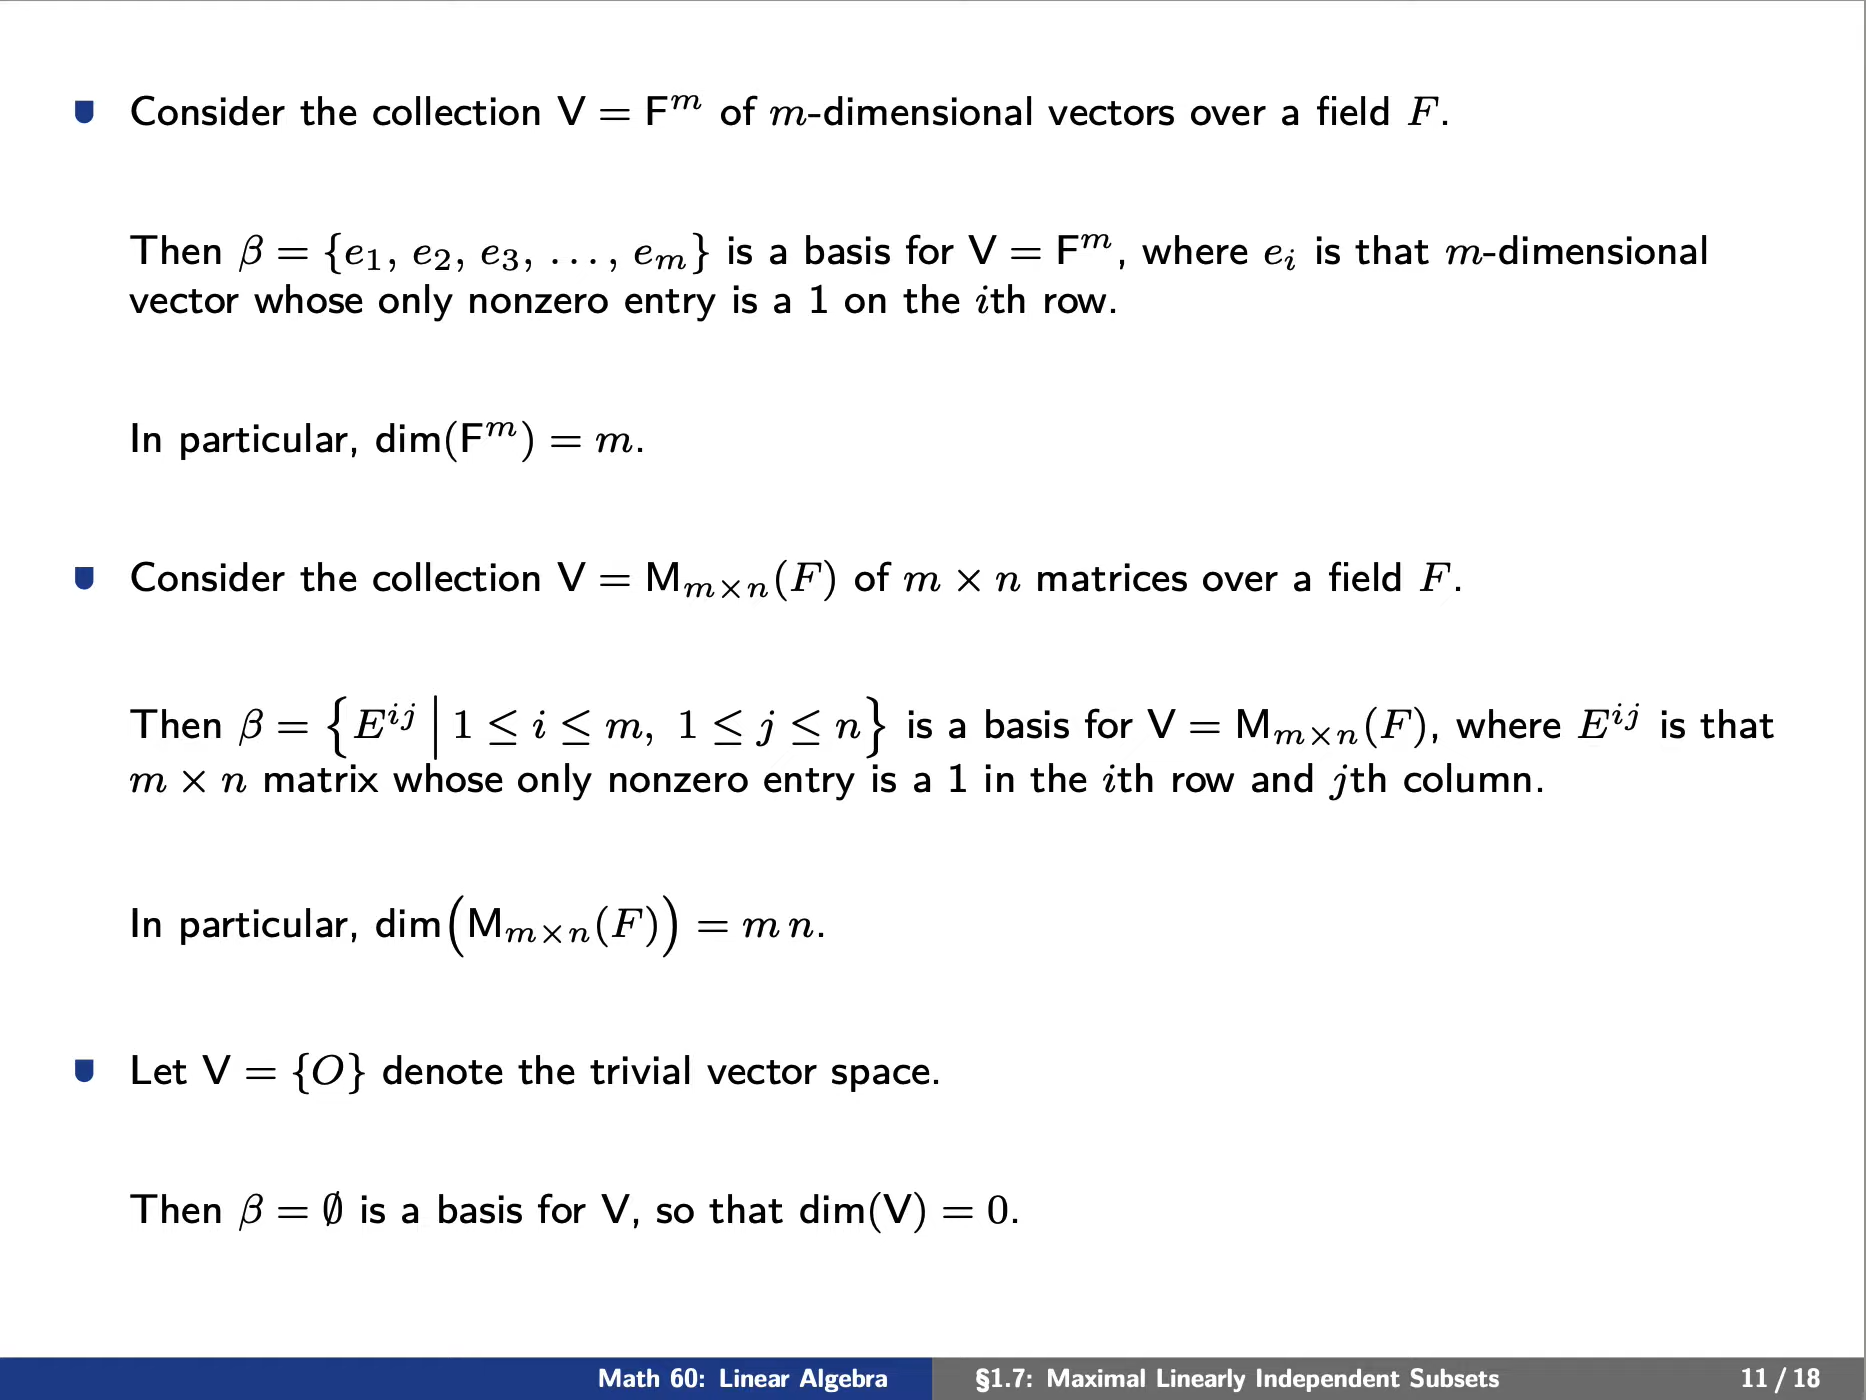 Consider the collection V = F^m of m-dimensional vectors over a field F.
Then β = {e₁, e₂, e₃, ..., eₘ} is a basis for V = F^m, where eᵢ is that m-dimensional
vector whose only nonzero entry is a 1 on the ith row.
In particular, dim(F^m) = m.
Consider the collection V = M_{m×n}(F) of m × n matrices over a field F.
Then β = {E^{ij} | 1 ≤ i ≤ m, 1 ≤ j ≤ n} is a basis for V = M_{m×n}(F), where E^{ij} is that
m × n matrix whose only nonzero entry is a 1 in the ith row and jth column.
In particular, dim(M_{m×n}(F)) = m n.
Let V = {O} denote the trivial vector space.
Then β = ∅ is a basis for V, so that dim(V) = 0.
Math 60: Linear Algebra §1.7: Maximal Linearly Independent Subsets 11 / 18